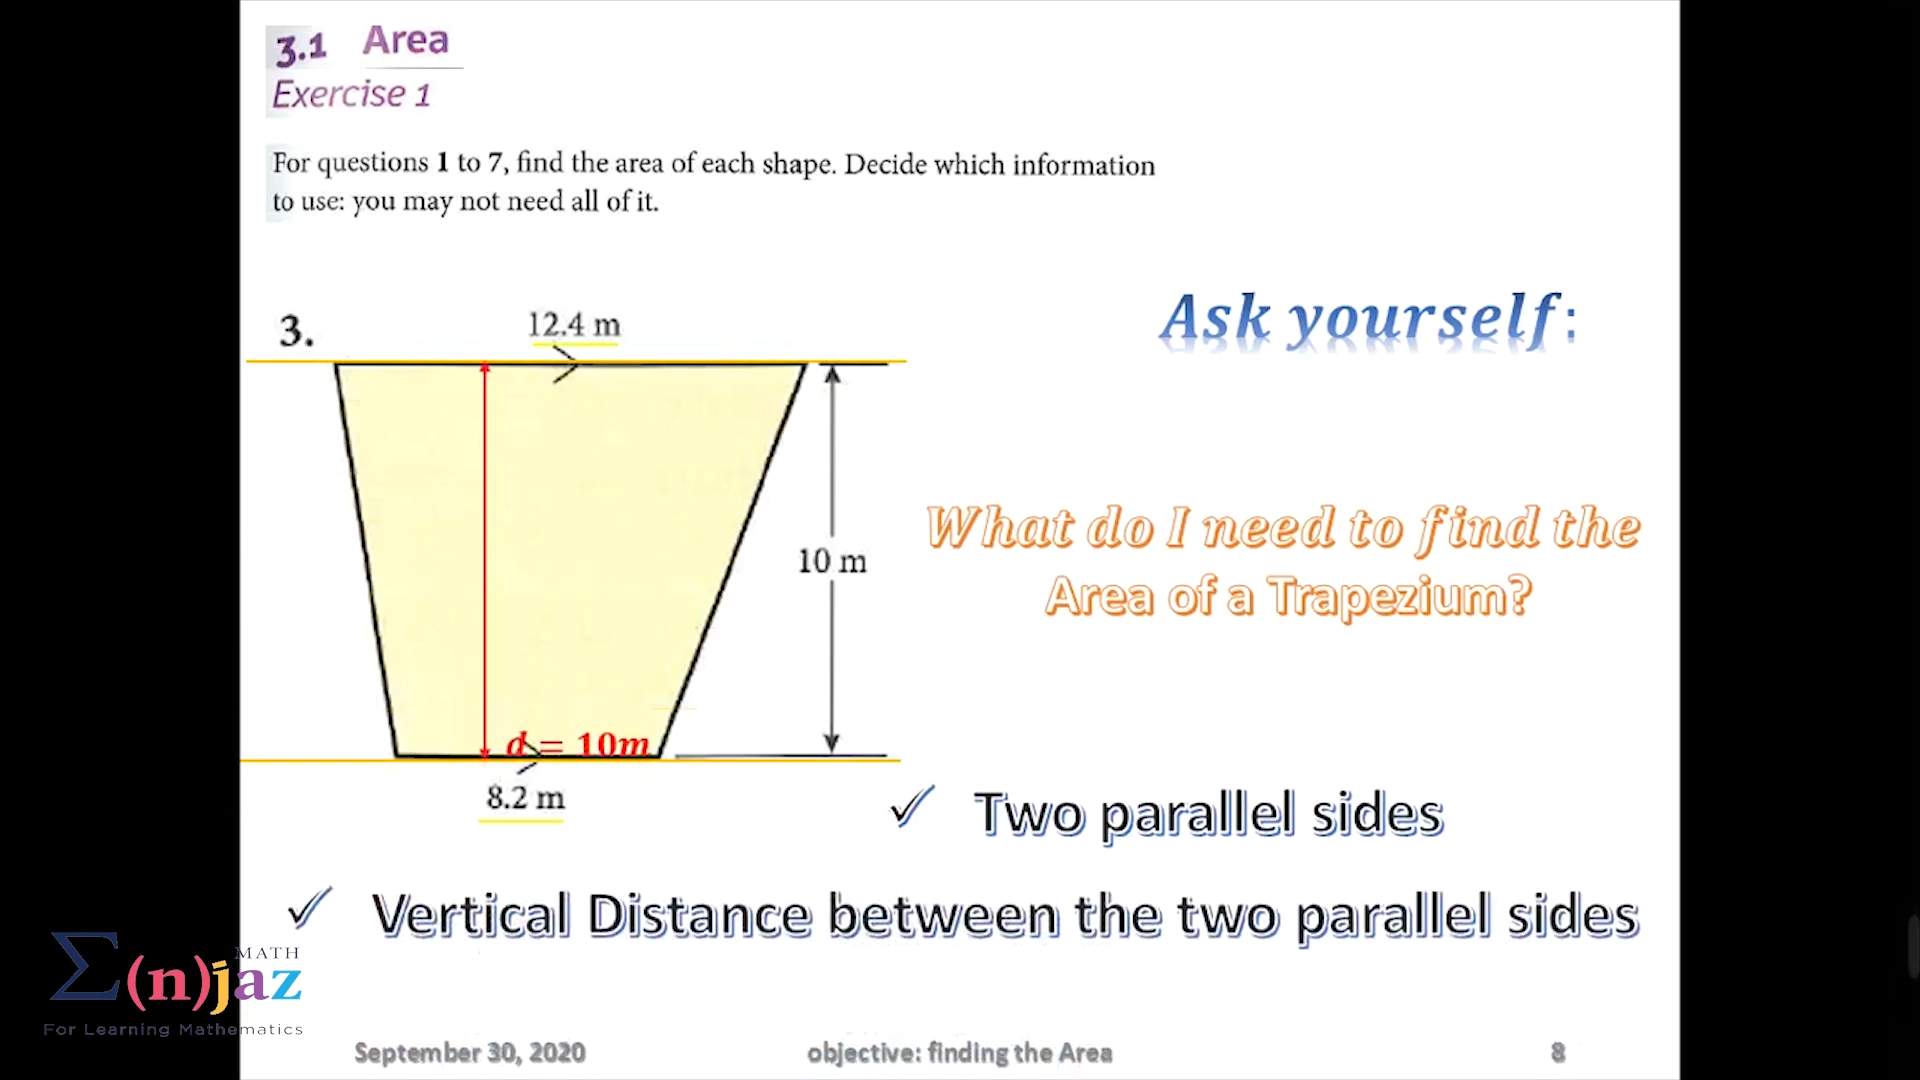 3.1 Area
Exercise 1
For questions 1 to 7, find the area of each shape. Decide which information
to use: you may not need all of it.
Ask yourself:
3.
12.4 m
What do I need to find the
10 m
Area of a Trapezium?
d = 10m
8.2 m
✓ Two parallel sides
✓ Vertical Distance between the two parallel sides
MATH
Σ(n)jaz
For Learning Mathematics
September 30, 2020
objective: finding the Area
8